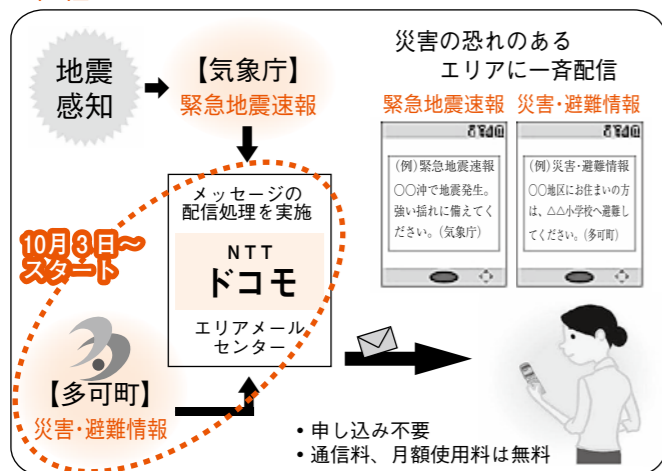 地震
感知
【気象庁】
緊急地震速報
災害の恐れのある
エリアに一斉配信
緊急地震速報
災害・避難情報
(例)緊急地震速報
〇〇沖で地震発生。
強い揺れに備えてく
ださい。(気象庁)
(例)災害・避難情報
〇〇地区にお住まいの方
は、△△小学校へ避難し
てください。(多可町)
メッセージの
配信処理を実施
NTT
ドコモ
エリアメール
センター
10月3日~
スタート
【多可町】
災害・避難情報
・申し込み不要
・通信料、月額使用料は無料